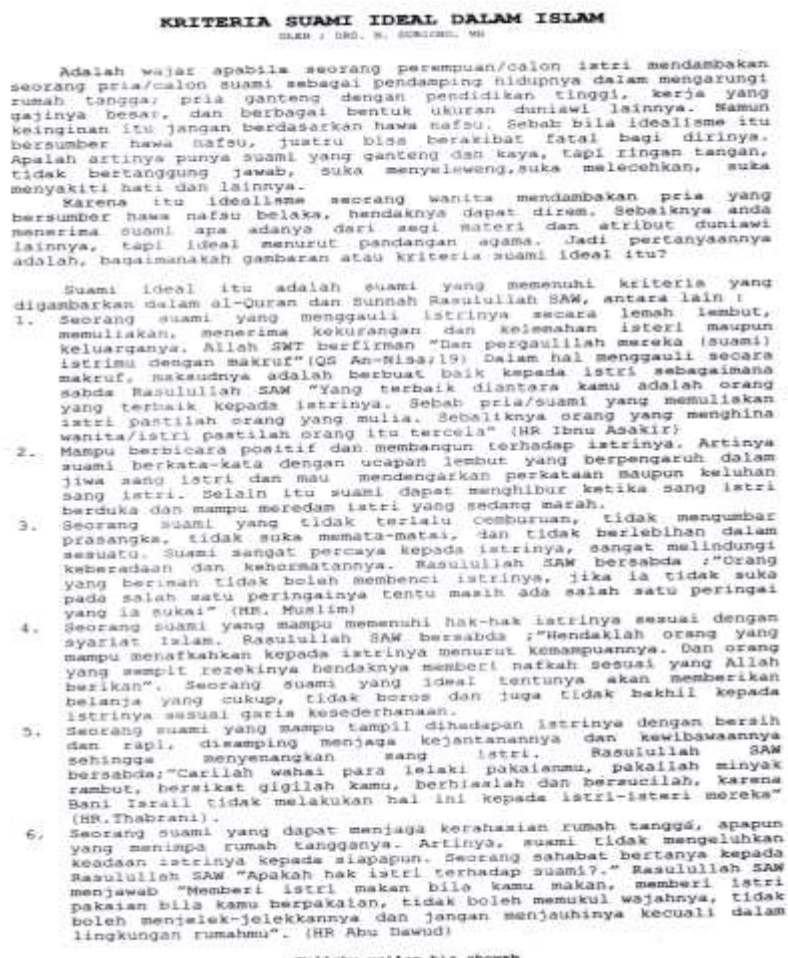 KRITERIA SUAMI IDEAL DALAM ISLAM
OLEH : DRS. H. MH
Adalah wajar apabila seorang perempuan/calon istri mendambakan
seorang pria/calon suami sebagai pendamping hidupnya dalam mengarungi
rumah tangga; pria ganteng dengan pendidikan tinggi, kerja yang
gajinya besar, dan berbagai bentuk ukuran duniawi lainnya. Namun
keinginan itu jangan berdasarkan hawa nafsu. Sebab bila idealisme itu
bersumber hawa nafsu, justru bisa berakibat fatal bagi dirinya.
Apalah artinya punya suami yang ganteng dan kaya, tapi ringan tangan,
tidak bertanggung jawab, suka menyeleweng,suka melecehkan, suka
menyakiti hati dan lainnya.
Karena itu idealisme seorang wanita mendambakan pria yang
bersumber hawa nafsu belaka, hendaknya dapat direm. Sebaiknya anda
menerima suami apa adanya dari segi materi dan atribut duniawi
lainnya, tapi ideal menurut pandangan agama. Jadi pertanyaannya
adalah, bagaimanakah gambaran atau kriteria suami ideal itu?
Suami ideal itu adalah suami yang memenuhi kriteria yang
digambarkan dalam al-Quran dan Sunnah Rasulullah SAW, antara lain :
1. Seorang suami yang menggauli istrinya secara lemah lembut,
memuliakan, menerima kekurangan dan kelemahan isteri maupun
keluarganya. Allah SWT berfirman "Dan pergaulilah mereka (suami)
istrimu dengan makruf"(QS An-Nisa;19) Dalam hal menggauli secara
makruf, maksudnya adalah berbuat baik kepada istri sebagaimana
sabda Rasulullah SAW "Yang terbaik diantara kamu adalah orang
yang terbaik kepada istrinya. Sebab pria/suami yang memuliakan
istri pastilah orang yang mulia. Sebaliknya orang yang menghina
wanita/istri pastilah orang itu tercela" (HR Ibnu Asakir)
2. Mampu berbicara positif dan membangun terhadap istrinya. Artinya
suami berkata-kata dengan ucapan lembut yang berpengaruh dalam
jiwa sang istri dan mau mendengarkan perkataan maupun keluhan
sang istri. Selain itu suami dapat menghibur ketika sang istri
berduka dan mampu meredam istri yang sedang marah.
3. Seorang suami yang tidak terlalu cemburuan, tidak mengumbar
prasangka, tidak suka memata-matai, dan tidak berlebihan dalam
sesuatu. Suami sangat percaya kepada istrinya, sangat melindungi
keberadaan dan kehormatannya. Rasulullah SAW bersabda ;"Orang
yang beriman tidak boleh membenci istrinya, jika ia tidak suka
pada salah satu peringainya tentu masih ada salah satu peringai
yang ia sukai" (HR. Muslim)
4. Seorang suami yang mampu memenuhi hak-hak istrinya sesuai dengan
syariat Islam. Rasulullah SAW bersabda ;"Hendaklah orang yang
mampu menafkahkan kepada istrinya menurut kemampuannya. Dan orang
yang sempit rezekinya hendaknya memberi nafkah sesuai yang Allah
berikan". Seorang suami yang ideal tentunya akan memberikan
belanja yang cukup, tidak boros dan juga tidak bakhil kepada
istrinya sesuai garis kesederhanaan.
5. Seorang suami yang mampu tampil dihadapan istrinya dengan bersih
dan rapi, disamping menjaga kejantanannya dan kewibawaannya
sehingga menyenangkan sang istri. Rasulullah SAW
bersabda;"Carilah wahai para lelaki pakaianmu, pakailah minyak
rambut, bersikat gigilah kamu, berhiaslah dan bersucilah, karena
Bani Israil tidak melakukan hal ini kepada istri-isteri mereka"
(HR.Thabrani).
6. Seorang suami yang dapat menjaga kerahasian rumah tangga, apapun
yang menimpa rumah tangganya. Artinya, suami tidak mengeluhkan
keadaan istrinya kepada siapapun. Seorang sahabat bertanya kepada
Rasulullah SAW "Apakah hak istri terhadap suami?." Rasulullah SAW
menjawab "Memberi istri makan bila kamu makan, memberi istri
pakaian bila kamu berpakaian, tidak boleh memukul wajahnya, tidak
boleh menjelek-jelekkannya dan jangan menjauhinya kecuali dalam
lingkungan rumahmu". (HR Abu Dawud)